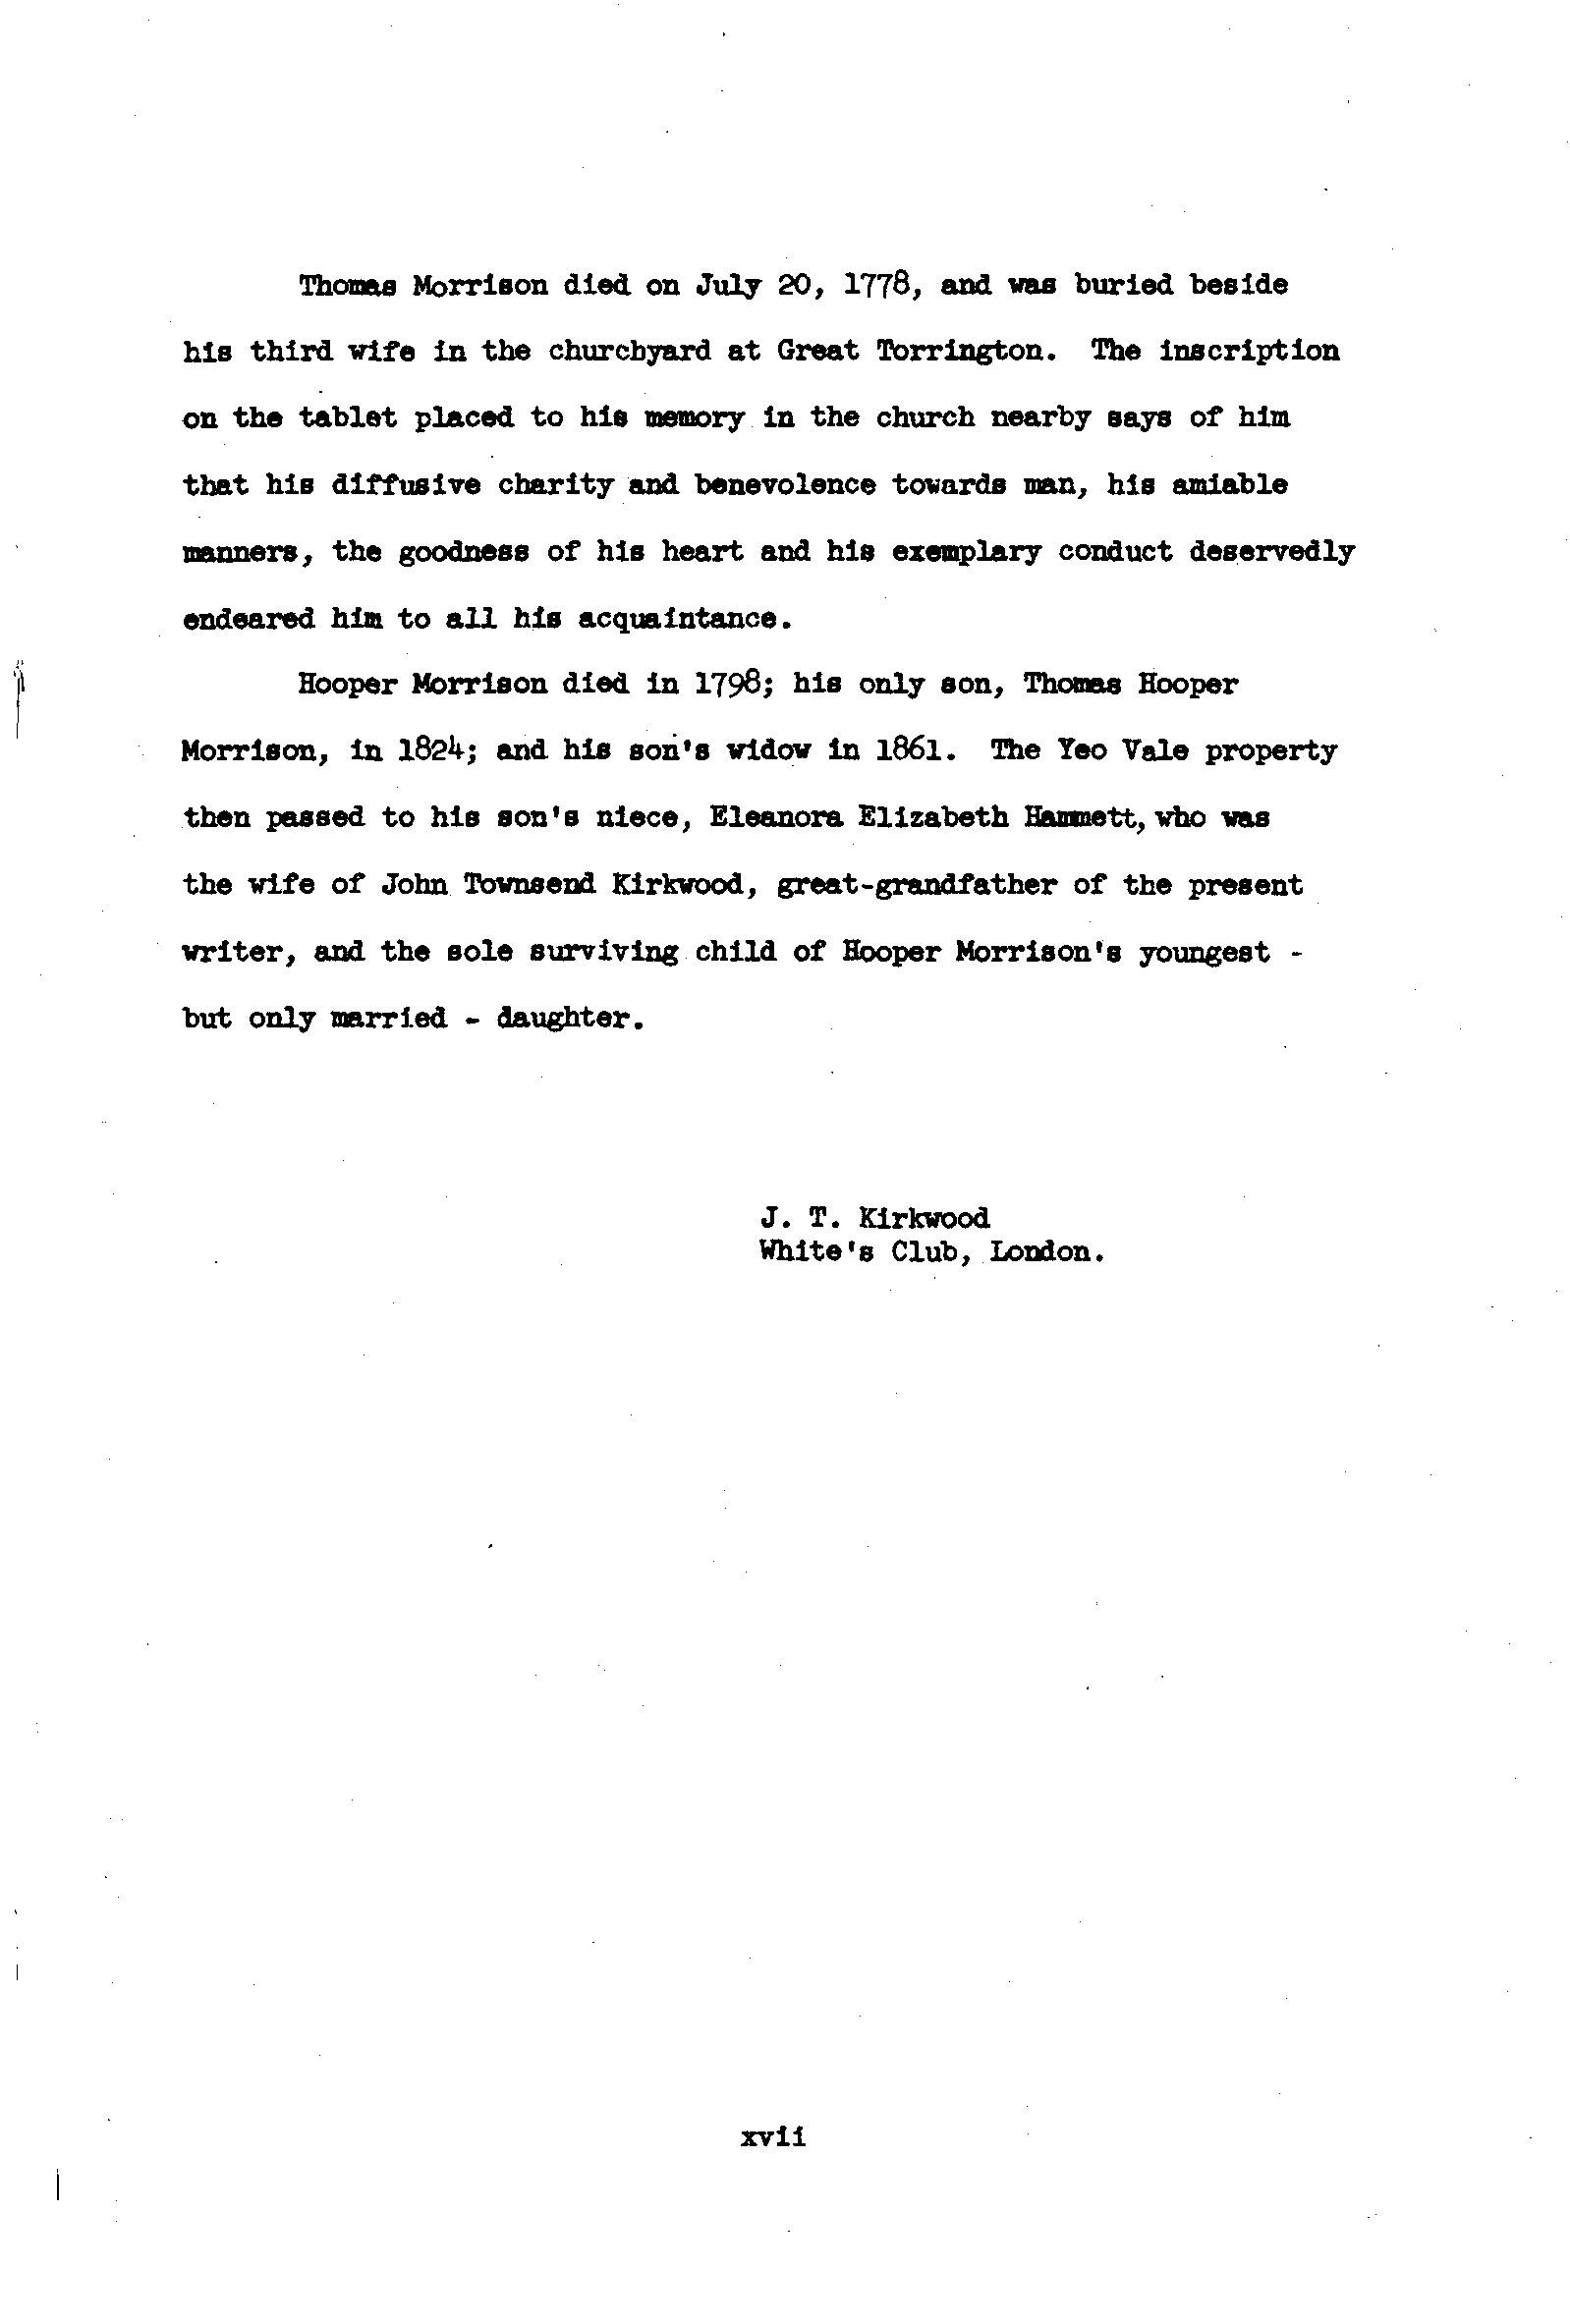 Thomas Morrison died on July 20, 1778, and was buried beside
his third wife in the churchyard at Great Torrington. The inscription
on the tablet placed to his memory in the church nearby says of him
that his diffusive charity and benevolence towards man, his amiable
manners, the goodness of his heart and his exemplary conduct deservedly
endeared him to all his acquaintance.
Hooper Morrison died in 1798; his only son, Thomas Hooper
Morrison, in 1824; and his son's widow in 1861. The Yeo Vale property
then passed to his son's niece, Eleanora Elizabeth Hammett, who was
the wife of John Townsend Kirkwood, great-grandfather of the present
writer, and the sole surviving child of Hooper Morrison's youngest -
but only married - daughter.
J. T. Kirkwood
White's Club, London.
xvii